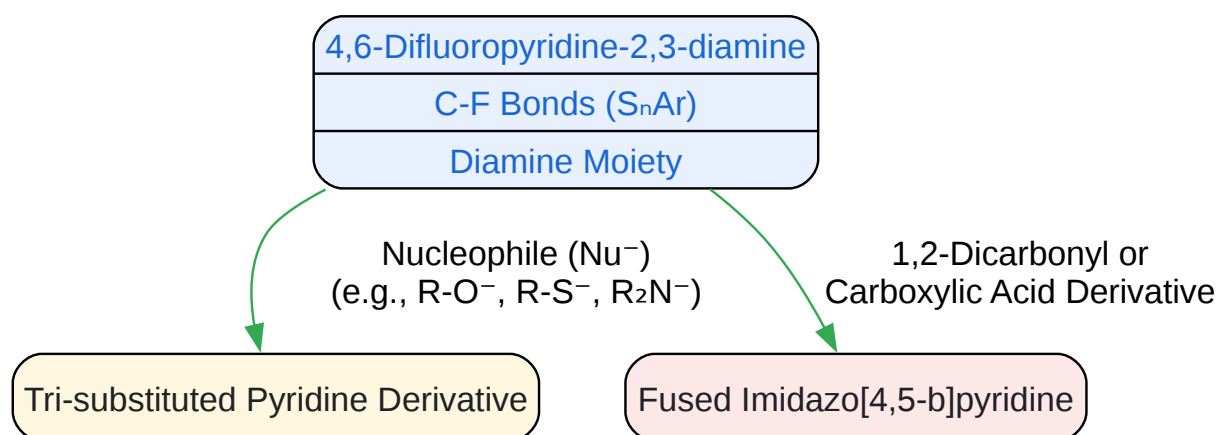 4,6-Difluoropyridine-2,3-diamine
C-F Bonds (SₙAr)
Diamine Moiety
Nucleophile (Nu⁻)
(e.g., R-O⁻, R-S⁻, R₂N⁻)
1,2-Dicarbonyl or
Carboxylic Acid Derivative
Tri-substituted Pyridine Derivative
Fused Imidazo[4,5-b]pyridine